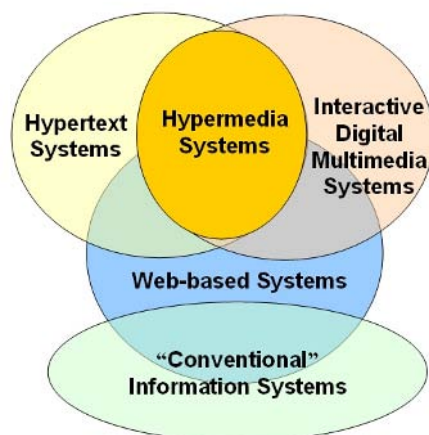 Hypertext
Systems
Hypermedia
Systems
Interactive
Digital
Multimedia
Systems
Web-based Systems
“Conventional”
Information Systems